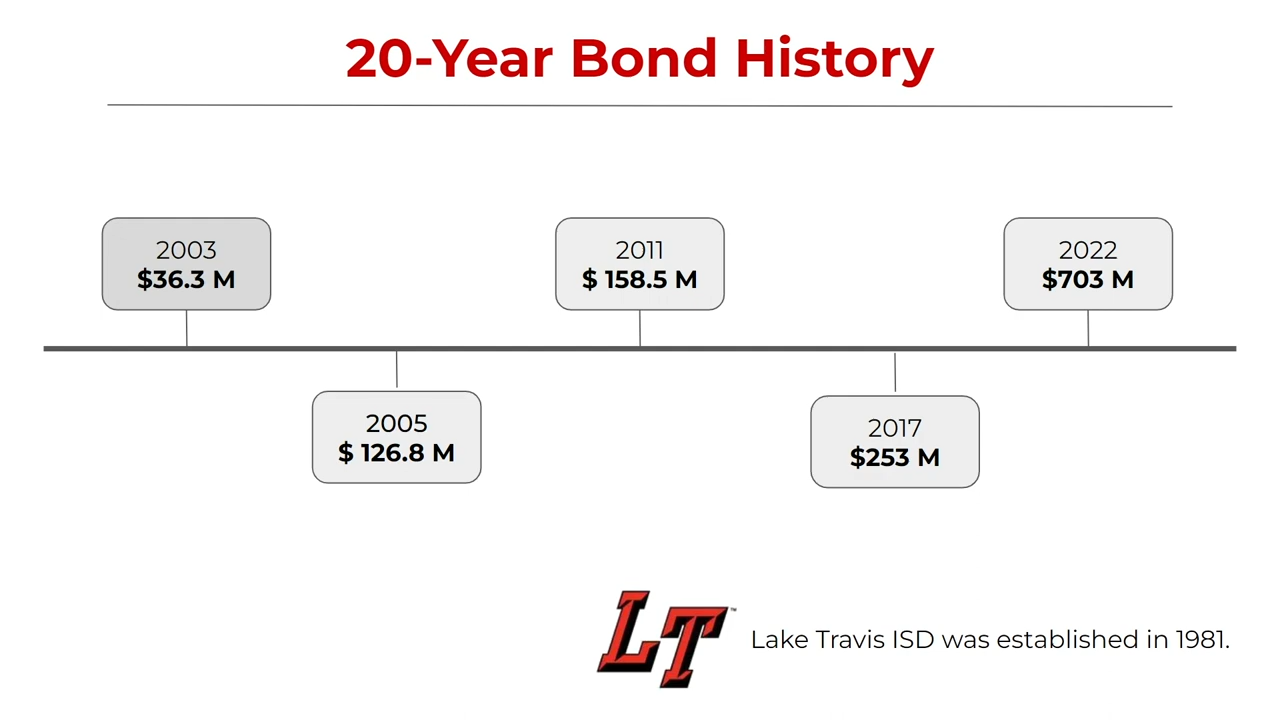 20-Year Bond History
2003
$36.3 M
2011
$ 158.5 M
2022
$703 M
2005
$ 126.8 M
2017
$253 M
LT™
Lake Travis ISD was established in 1981.